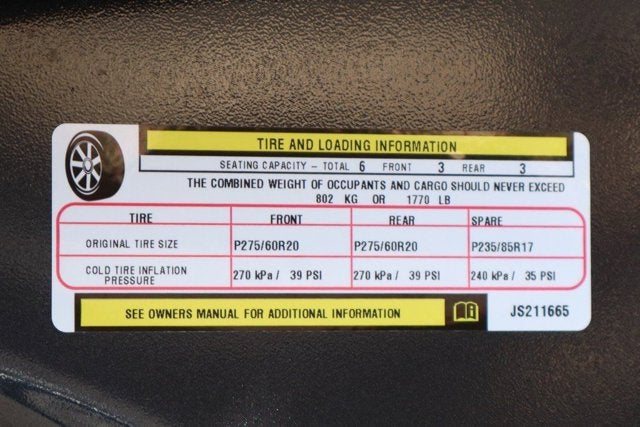 TIRE AND LOADING INFORMATION
SEATING CAPACITY – TOTAL 6 FRONT 3 REAR 3
THE COMBINED WEIGHT OF OCCUPANTS AND CARGO SHOULD NEVER EXCEED
802 KG OR 1770 LB
TIRE FRONT REAR SPARE
ORIGINAL TIRE SIZE P275/60R20 P275/60R20 P235/85R17
COLD TIRE INFLATION PRESSURE 270 kPa / 39 PSI 270 kPa / 39 PSI 240 kPa / 35 PSI
SEE OWNERS MANUAL FOR ADDITIONAL INFORMATION JS211665